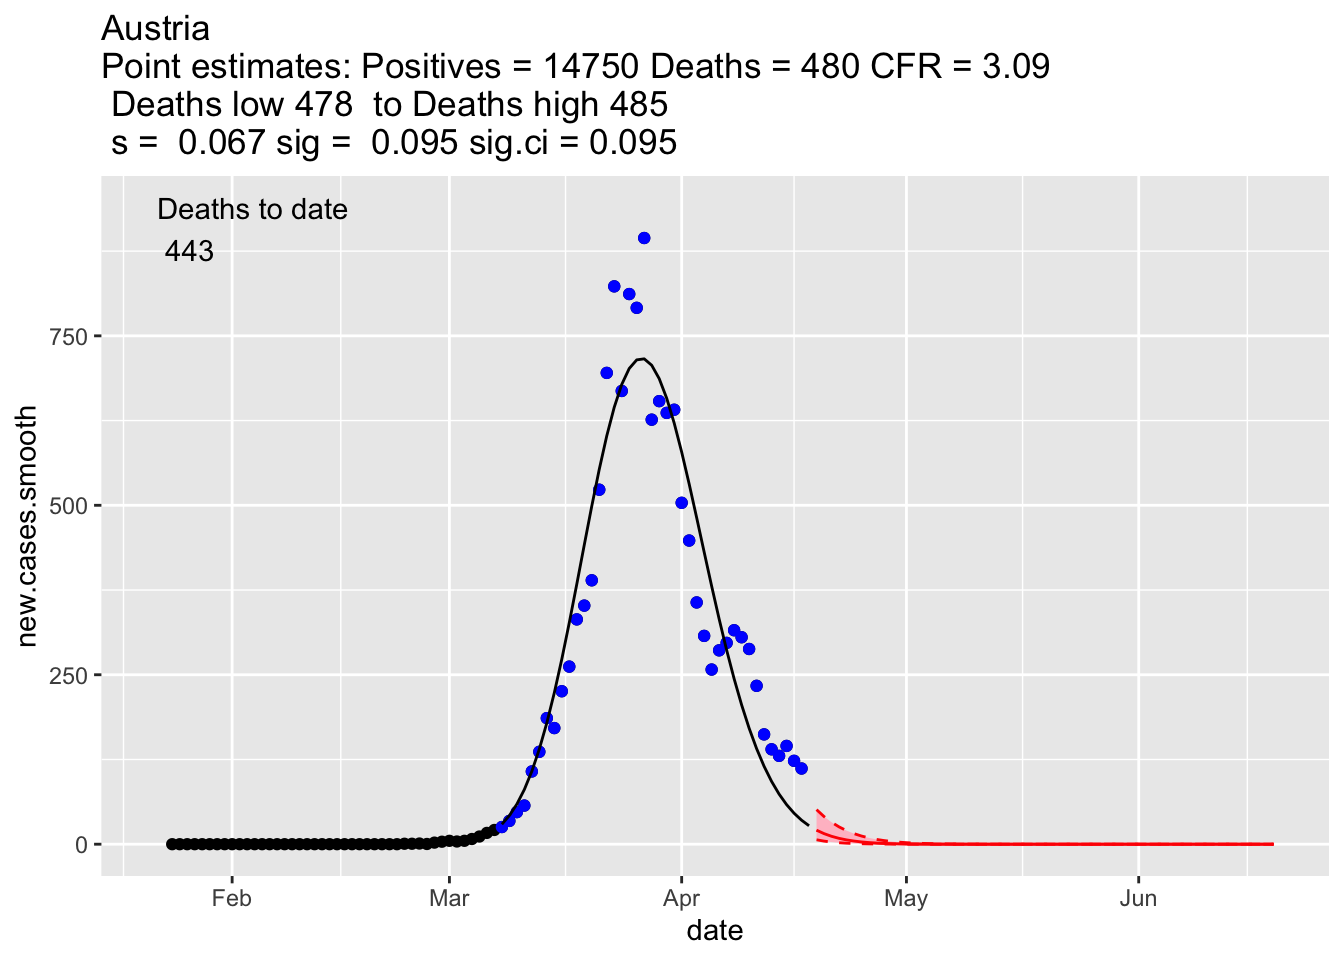 Austria
Point estimates: Positives = 14750 Deaths = 480 CFR = 3.09
Deaths low 478  to Deaths high 485
s =  0.067 sig =  0.095 sig.ci = 0.095
Deaths to date
443
750
500
250
0
new.cases.smooth
Feb Mar Apr May Jun
date